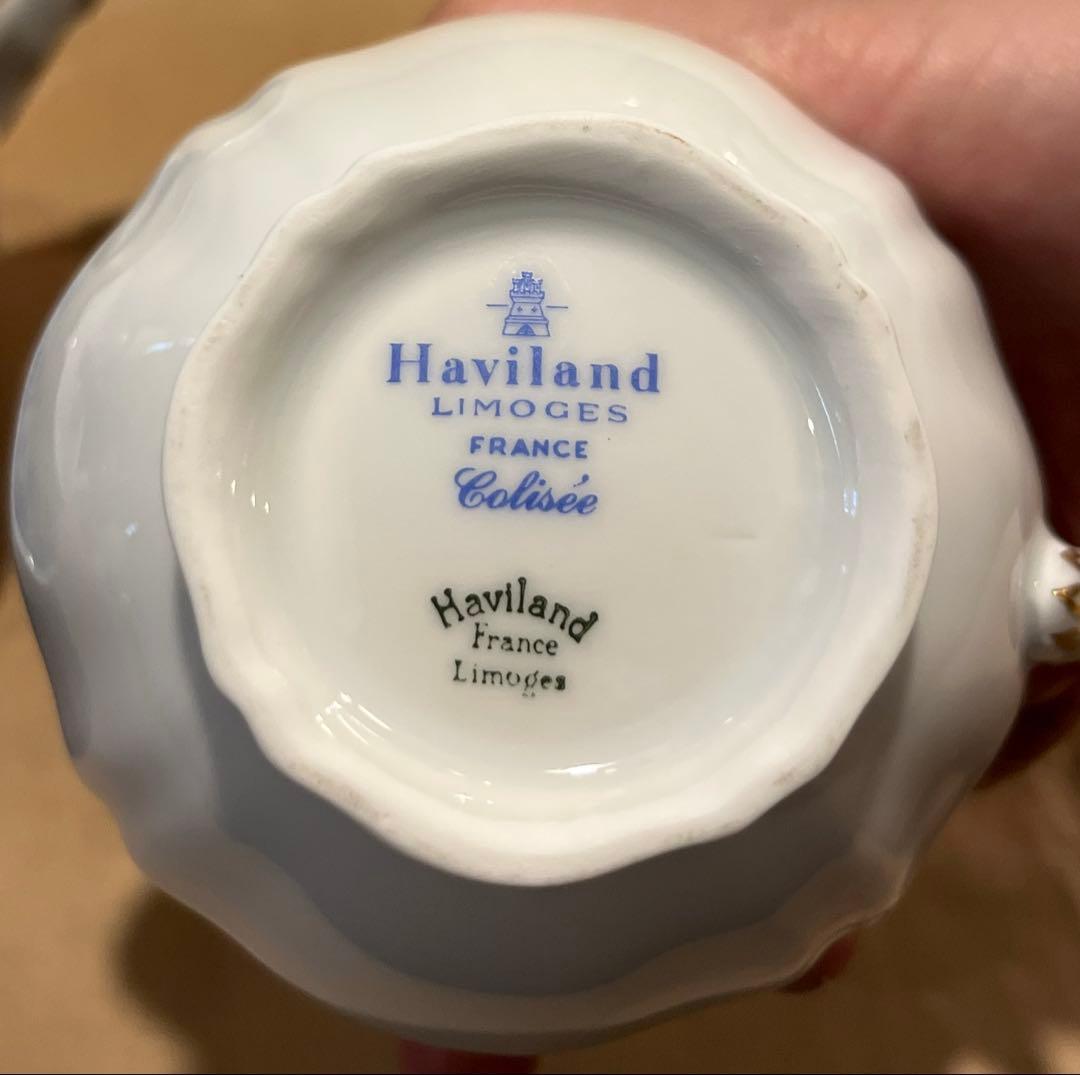 Haviland
LIMOGES
FRANCE
Colisée
Haviland
France
Limoges